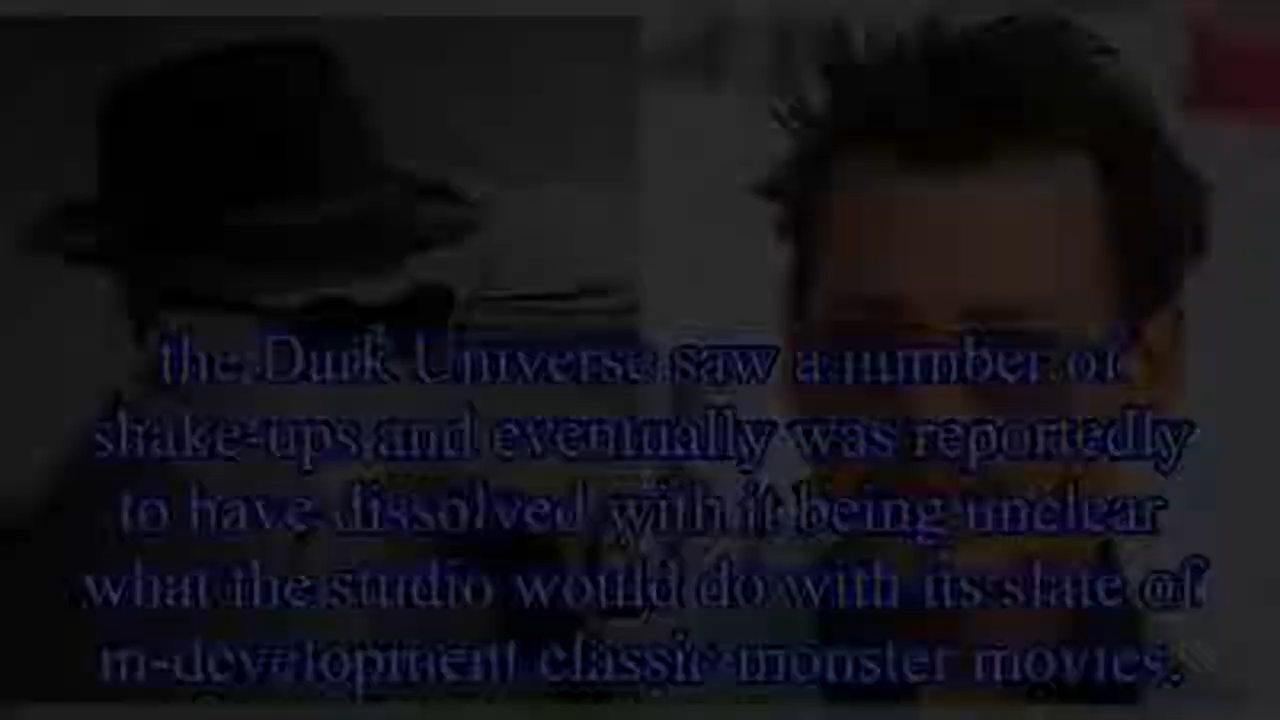 the Dark Universe saw a number of
shake-ups and eventually was reportedly
to have dissolved with it being unclear
what the studio would do with its slate of
in-development classic monster movies.